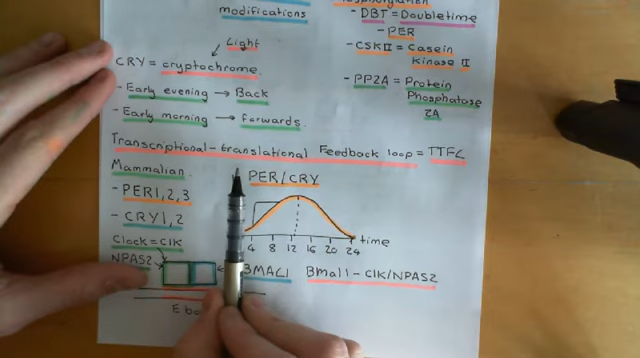 modifications
Phosphorylation
- DBT = Doubletime
- PER
- CSKII = Casein
Kinase II
- PP2A = Protein
Phosphatase
2A
Light
CRY = cryptochrome
- Early evening → Back
- Early morning → forwards.
Transcriptional-translational Feedback loop = TTFL
Mammalian
- PER1,2,3
- CRY1,2
Clock = ClK
NPAS2
E bo
PER/CRY
4 8 12 16 20 24 time
BMAL1
Bmal1 - ClK/NPAS2